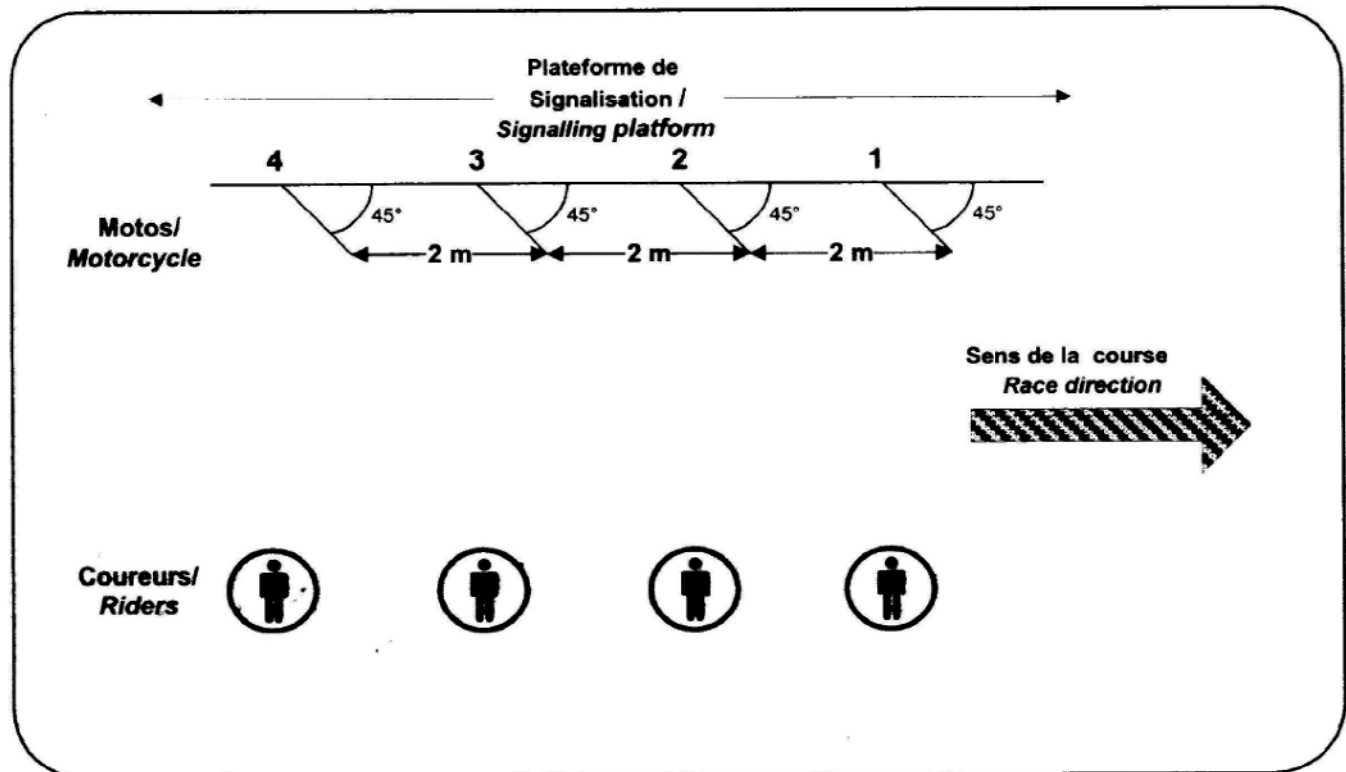 Plateforme de
Signalisation /
Signalling platform
4 3 2 1
45° 45° 45° 45°
Motos/
Motorcycle
2 m 2 m 2 m
Sens de la course
Race direction
Coureurs/
Riders